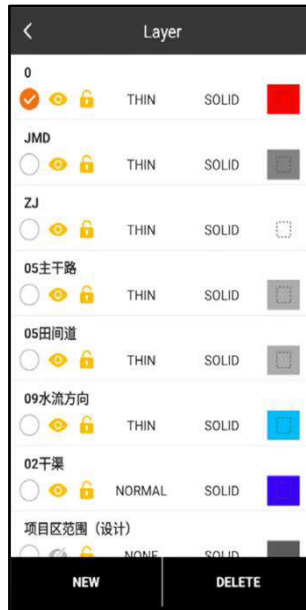 Layer
0
THIN SOLID
JMD
THIN SOLID
ZJ
THIN SOLID
05主干路
THIN SOLID
05田间道
THIN SOLID
09水流方向
THIN SOLID
02干渠
NORMAL SOLID
项目区范围（设计）
NONE SOLID
NEW DELETE